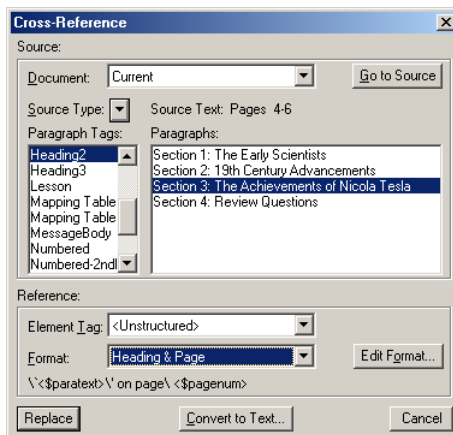 Cross-Reference
Source:
Document: Current Go to Source
Source Type: Source Text: Pages 4-6
Paragraph Tags: Paragraphs:
Heading2
Heading3
Lesson
Mapping Table
Mapping Table
MessageBody
Numbered
Numbered-2ndl
Section 1: The Early Scientists
Section 2: 19th Century Advancements
Section 3: The Achievements of Nicola Tesla
Section 4: Review Questions
Reference:
Element Tag: <Unstructured>
Format: Heading & Page Edit Format...
\`<$paratext>\' on page\ <$pagenum>
Replace Convert to Text... Cancel